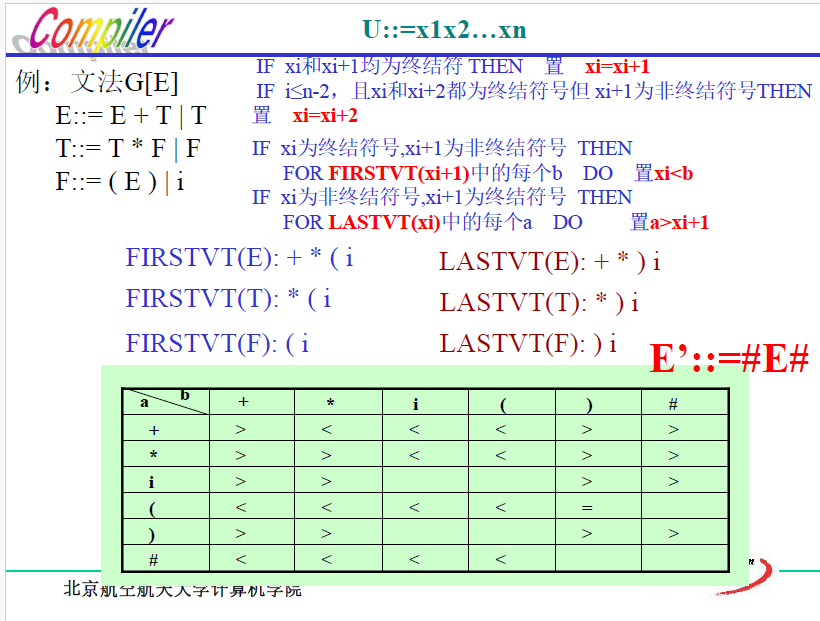 Compiler
U::=x1x2…xn
例：文法G[E]
E::= E + T | T
T::= T * F | F
F::= ( E ) | i
IF xi和xi+1均为终结符 THEN 置 xi=xi+1
IF i≤n-2，且xi和xi+2都为终结符号但 xi+1为非终结符号THEN
置 xi=xi+2
IF xi为终结符号,xi+1为非终结符号 THEN
FOR FIRSTVT(xi+1)中的每个b DO 置xi<b
IF xi为非终结符号,xi+1为终结符号 THEN
FOR LASTVT(xi)中的每个a DO 置a>xi+1
FIRSTVT(E): + * ( i
LASTVT(E): + * ) i
FIRSTVT(T): * ( i
LASTVT(T): * ) i
FIRSTVT(F): ( i
LASTVT(F): ) i
E’::=#E#
a b + * i ( ) #
+ > < < < > >
* > > < < > >
i > > > >
( < < < < =
) > > > >
# < < < <
北京航空航天大学计算机学院